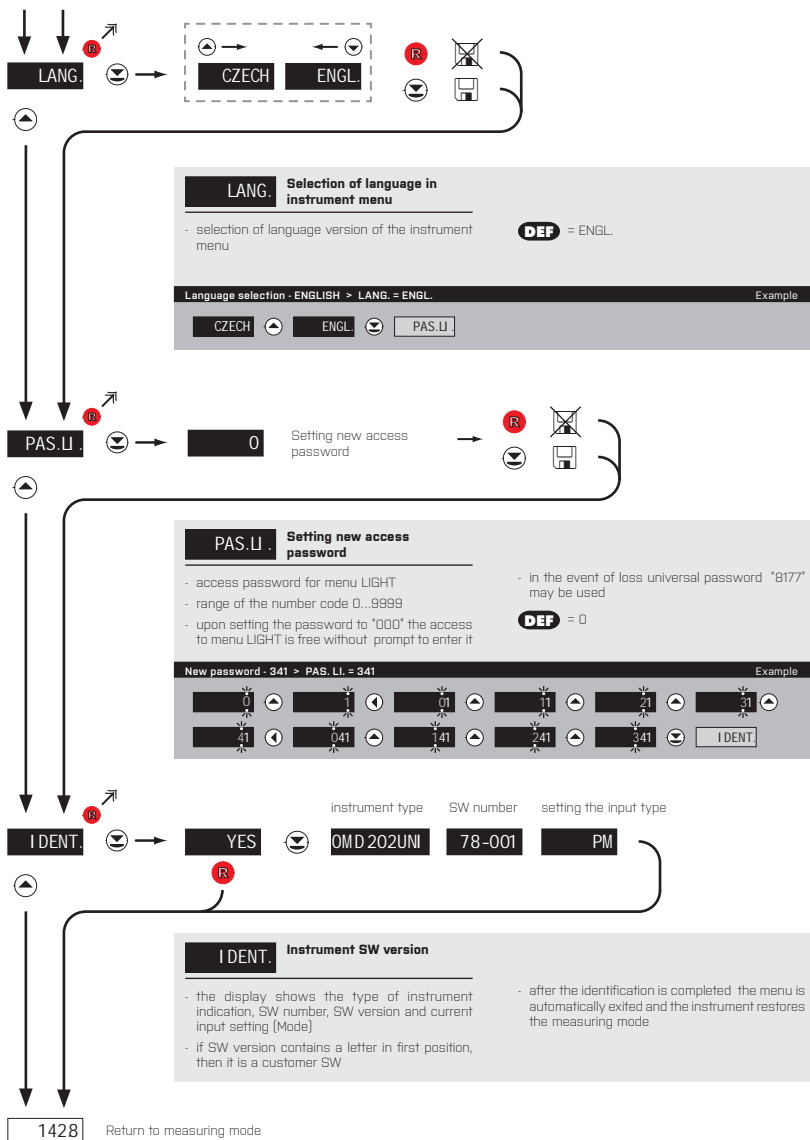 R
LANG. CZECH ENGL. R
LANG. Selection of language in
instrument menu
- selection of language version of the instrument
menu
DEF = ENGL.
Language selection - ENGLISH > LANG. = ENGL. Example
CZECH ENGL. PAS.LI.
R
PAS.LI. 0 Setting new access
password
R
PAS.LI. Setting new access
password
- access password for menu LIGHT
- range of the number code 0...9999
- upon setting the password to "000" the access
to menu LIGHT is free without prompt to enter it
- in the event of loss universal password "8177"
may be used
DEF = 0
New password - 341 > PAS. LI. = 341 Example
0 1 01 11 21 31
41 041 141 241 341 IDENT.
instrument type SW number setting the input type
R
IDENT. YES OMD 202UNI 78-001 PM
R
IDENT. Instrument SW version
- the display shows the type of instrument
indication, SW number, SW version and current
input setting (Mode)
- if SW version contains a letter in first position,
then it is a customer SW
- after the identification is completed the menu is
automatically exited and the instrument restores
the measuring mode
1428 Return to measuring mode